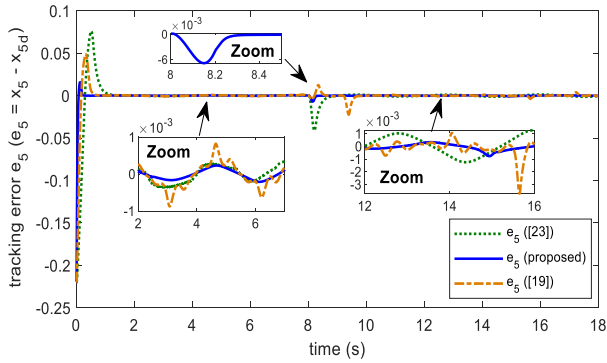 0.1
0.05
0
-0.05
-0.1
-0.15
-0.2
-0.25
tracking error e5 (e5 = x5 - x5d)
0 2 4 6 8 10 12 14 16 18
time (s)
×10-3
0
-6
8 8.2 8.4
Zoom
×10-3
1
0
-1
2 4 6
Zoom
×10-3
1
0
-1
-2
-3
12 14 16
Zoom
e5 ([23])
e5 (proposed)
e5 ([19])